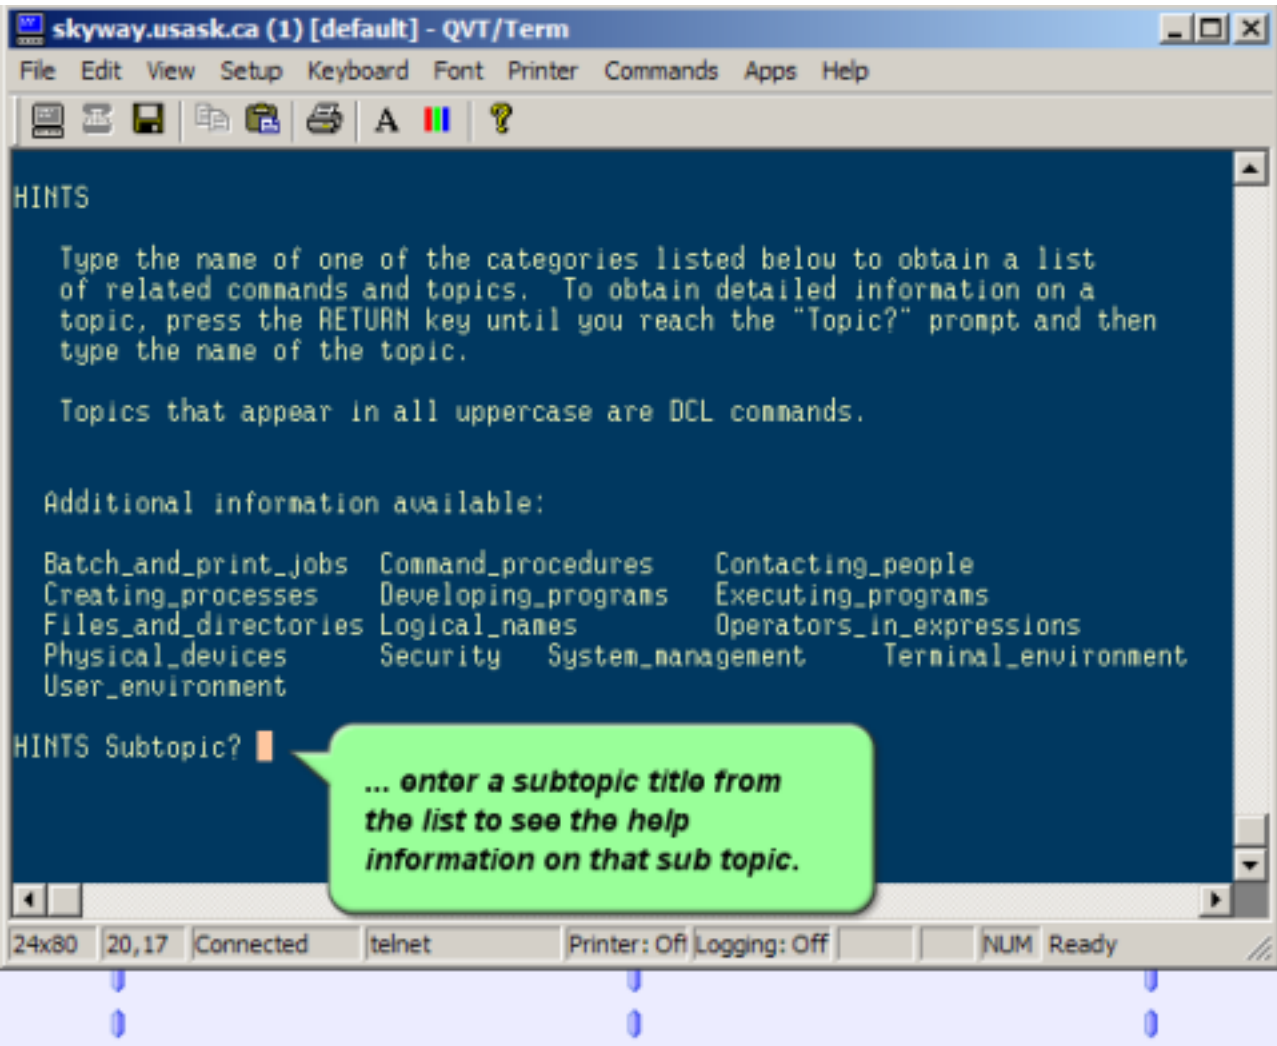 skyway.usask.ca (1) [default] - QVT/Term
File Edit View Setup Keyboard Font Printer Commands Apps Help
HINTS
Type the name of one of the categories listed below to obtain a list
of related commands and topics.  To obtain detailed information on a
topic, press the RETURN key until you reach the "Topic?" prompt and then
type the name of the topic.
Topics that appear in all uppercase are DCL commands.
Additional information available:
Batch_and_print_jobs Command_procedures Contacting_people
Creating_processes Developing_programs Executing_programs
Files_and_directories Logical_names Operators_in_expressions
Physical_devices Security System_management Terminal_environment
User_environment
HINTS Subtopic?
... enter a subtopic title from
the list to see the help
information on that sub topic.
24x80 20,17 Connected telnet Printer: Off Logging: Off NUM Ready